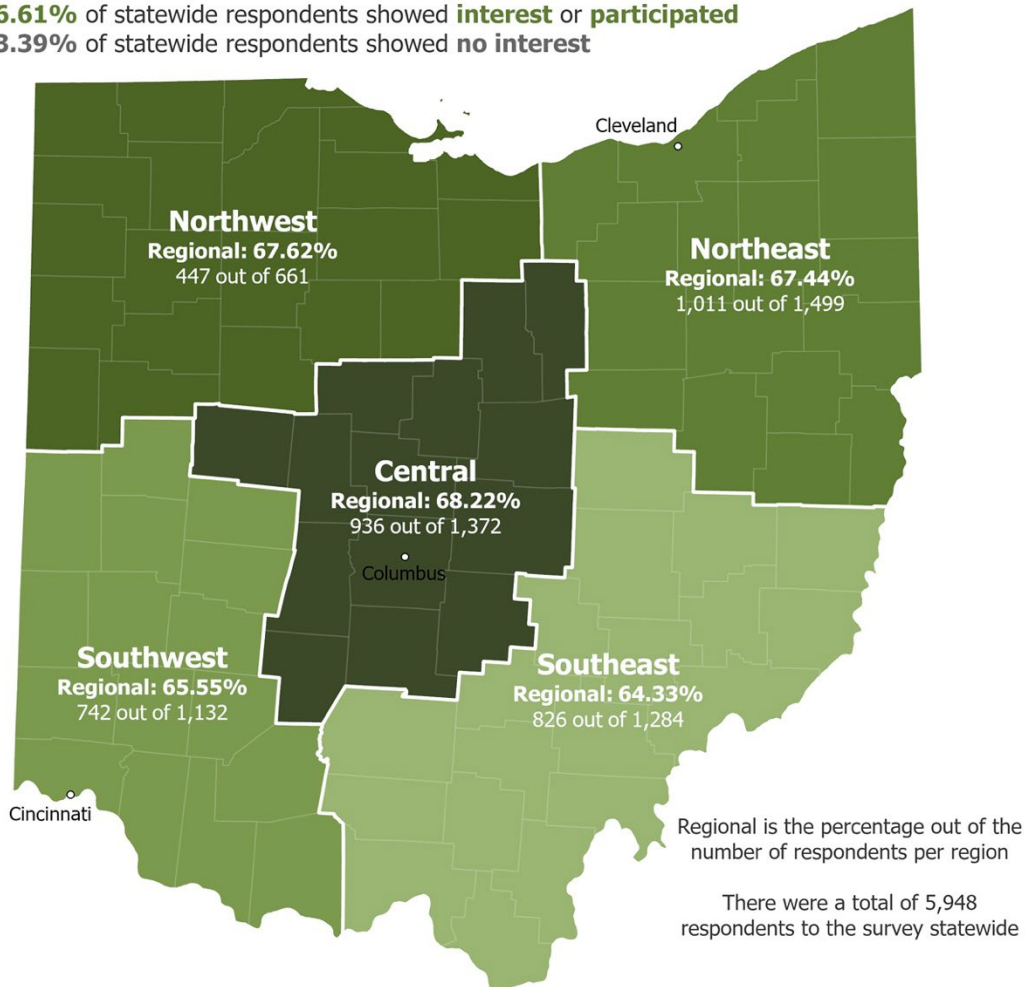 6.61% of statewide respondents showed interest or participated
3.39% of statewide respondents showed no interest
Cleveland
Northwest
Regional: 67.62%
447 out of 661
Northeast
Regional: 67.44%
1,011 out of 1,499
Central
Regional: 68.22%
936 out of 1,372
Columbus
Southwest
Regional: 65.55%
742 out of 1,132
Southeast
Regional: 64.33%
826 out of 1,284
Cincinnati
Regional is the percentage out of the
number of respondents per region
There were a total of 5,948
respondents to the survey statewide